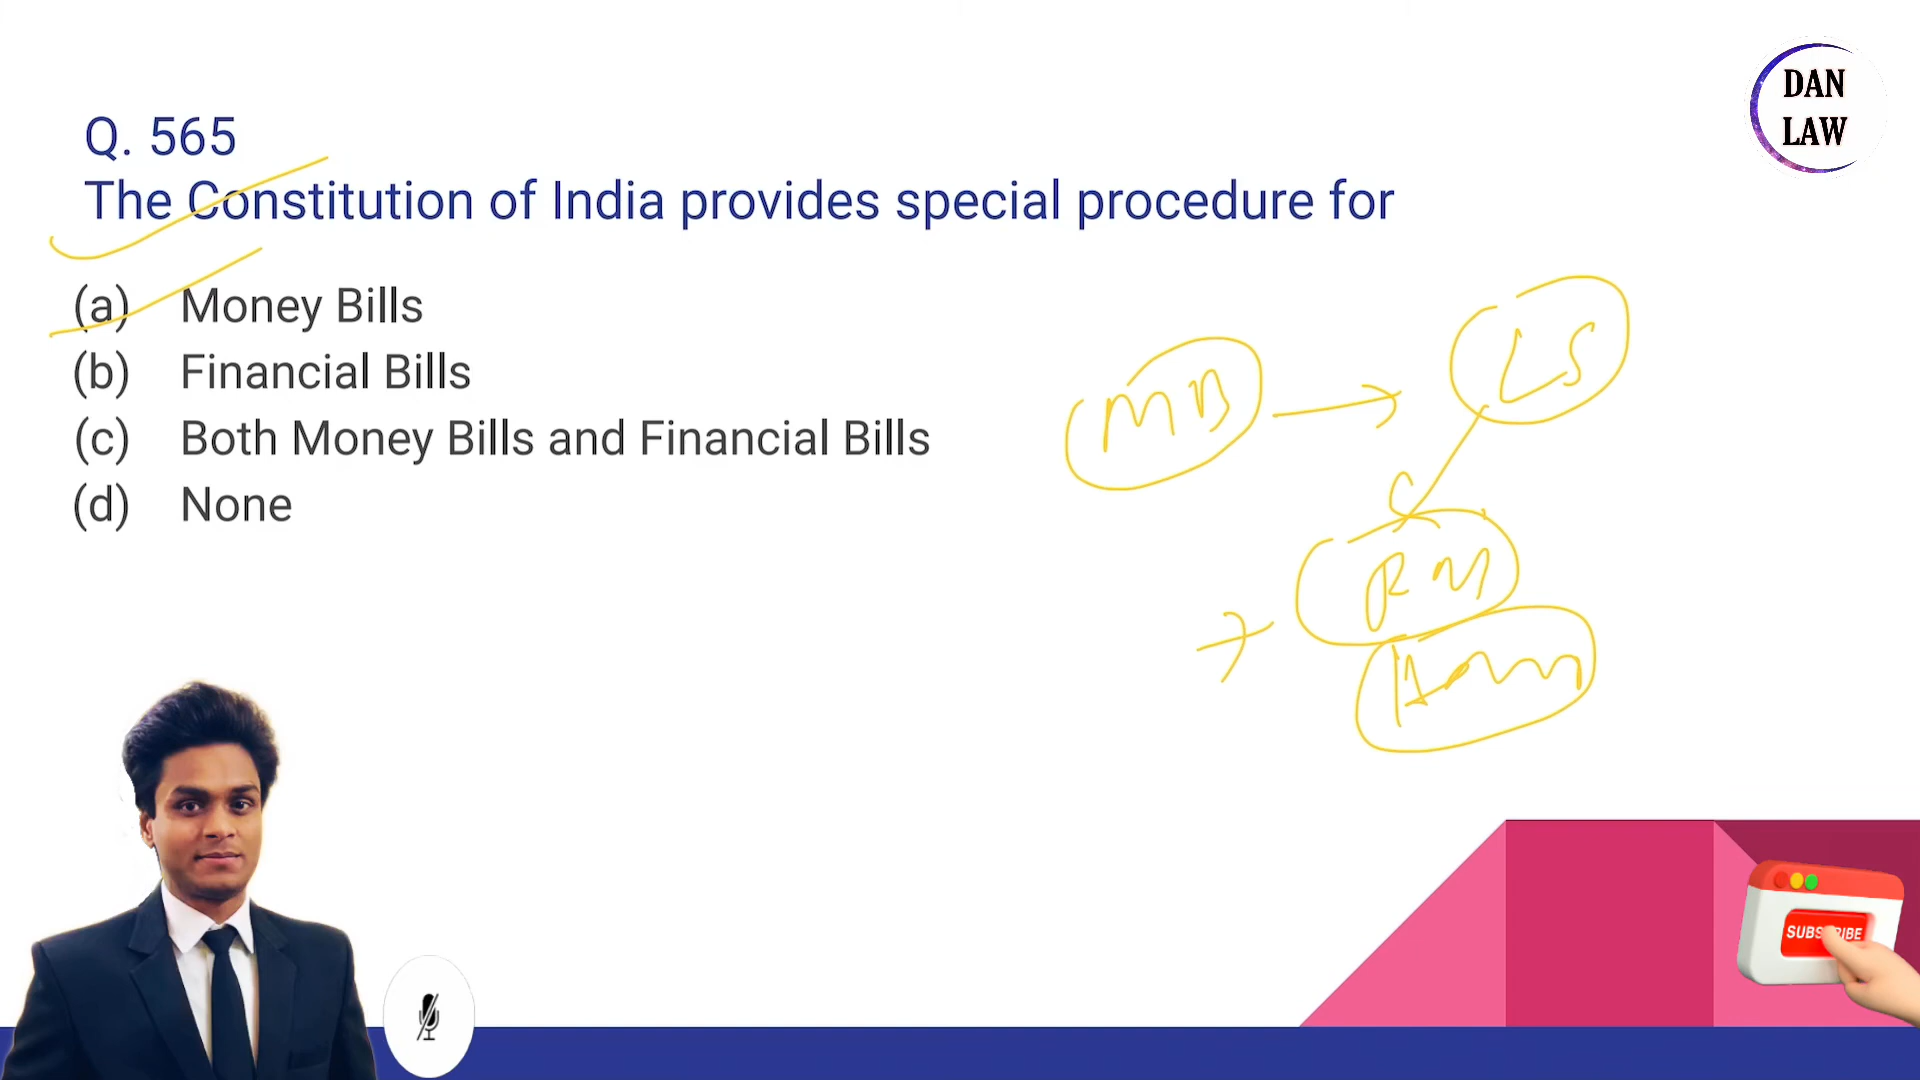 DAN
LAW
Q. 565
The Constitution of India provides special procedure for
(a) Money Bills
(b) Financial Bills
(c) Both Money Bills and Financial Bills
(d) None
MB
LS
SUBSCRIBE